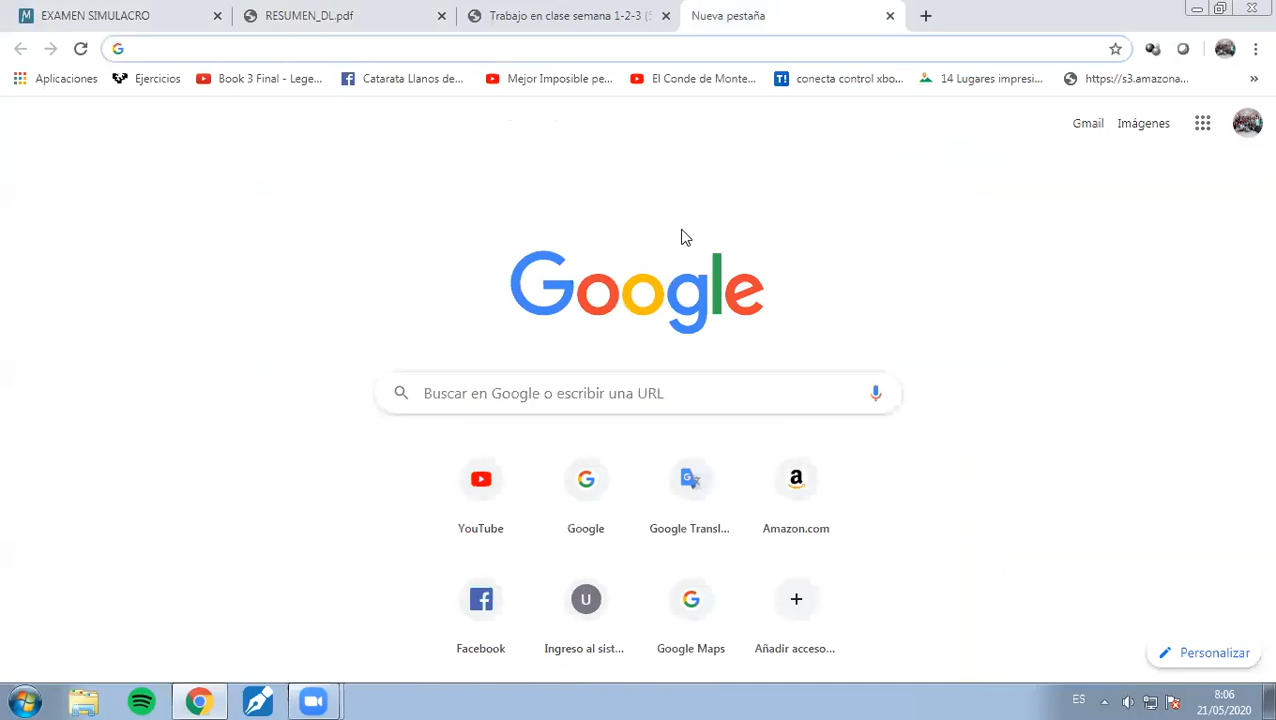 EXAMEN SIMULACRO
RESUMEN_DL.pdf
Trabajo en clase semana 1-2-3 (
Nueva pestaña
Aplicaciones
Ejercicios
Book 3 Final - Lege...
Catarata Llanos de...
Mejor Imposible pe...
El Conde de Monte...
T!
conecta control xbo...
14 Lugares impresi...
https://s3.amazona...
»
Gmail
Imágenes
Google
Buscar en Google o escribir una URL
YouTube
Google
Google Transl...
Amazon.com
U
Facebook
Ingreso al sist...
Google Maps
Añadir acceso...
Personalizar
ES
8:06
21/05/2020